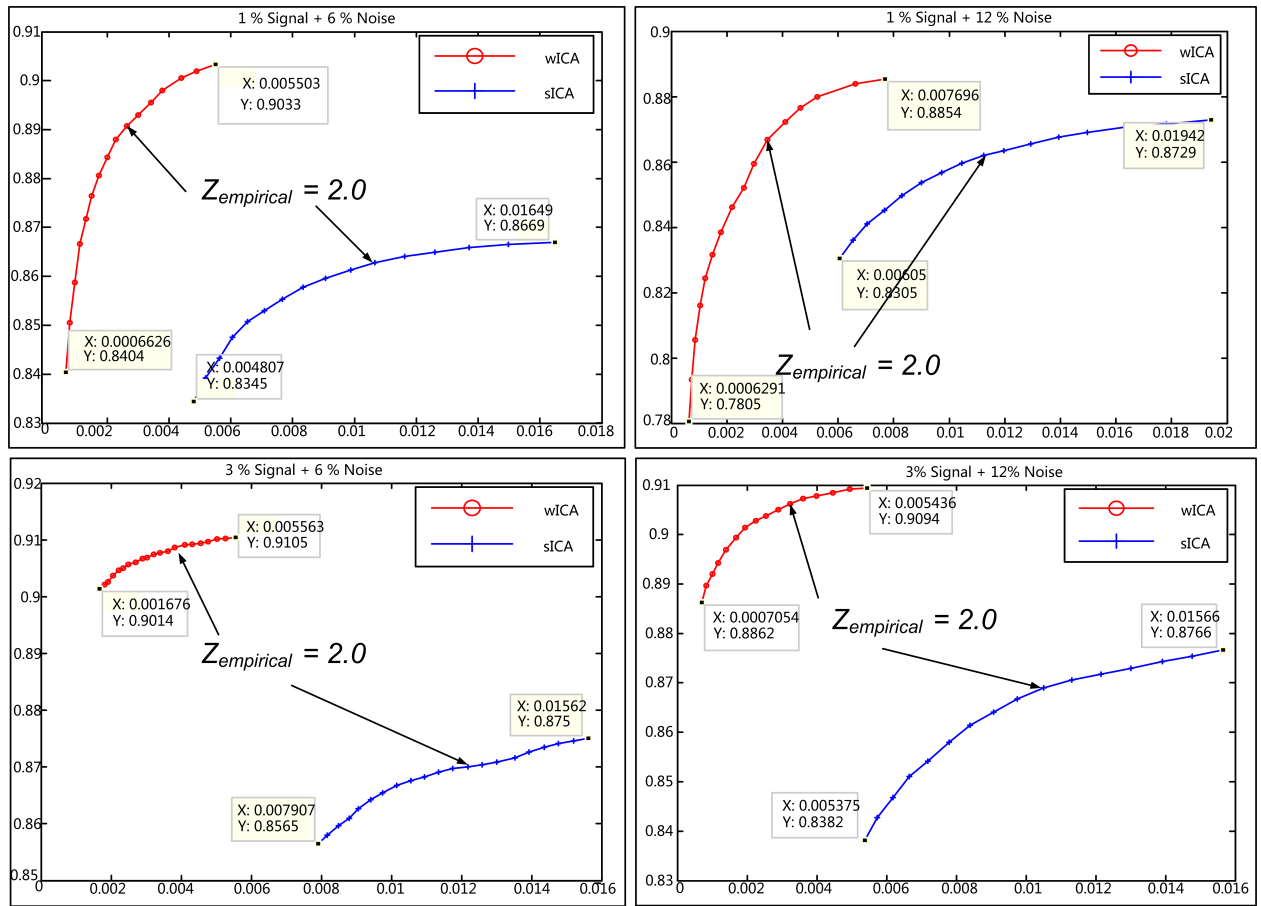 1 % Signal + 6 % Noise
0.91
0.9
0.89
0.88
0.87
0.86
0.85
0.84
0.83
0.002
0.004
0.006
0.008
0.01
0.012
0.014
0.016
0.018
wICA
sICA
X: 0.005503
Y: 0.9033
Zempirical = 2.0
X: 0.01649
Y: 0.8669
X: 0.0006626
Y: 0.8404
X: 0.004807
Y: 0.8345
1 % Signal + 12 % Noise
0.9
0.88
0.86
0.84
0.82
0.8
0.78
0
0.002
0.004
0.006
0.008
0.01
0.012
0.014
0.016
0.018
0.02
wICA
sICA
X: 0.007696
Y: 0.8854
X: 0.01942
Y: 0.8729
X: 0.00605
Y: 0.8305
Zempirical = 2.0
X: 0.0006291
Y: 0.7805
3 % Signal + 6 % Noise
0.92
0.91
0.9
0.89
0.88
0.87
0.86
0.85
0
0.002
0.004
0.006
0.008
0.01
0.012
0.014
0.016
wICA
sICA
X: 0.005563
Y: 0.9105
X: 0.001676
Y: 0.9014
Zempirical = 2.0
X: 0.01562
Y: 0.875
X: 0.007907
Y: 0.8565
3% Signal + 12% Noise
0.91
0.9
0.89
0.88
0.87
0.86
0.85
0.84
0.83
0
0.002
0.004
0.006
0.008
0.01
0.012
0.014
0.016
wICA
sICA
X: 0.005436
Y: 0.9094
X: 0.0007054
Y: 0.8862
Zempirical = 2.0
X: 0.01566
Y: 0.8766
X: 0.005375
Y: 0.8382